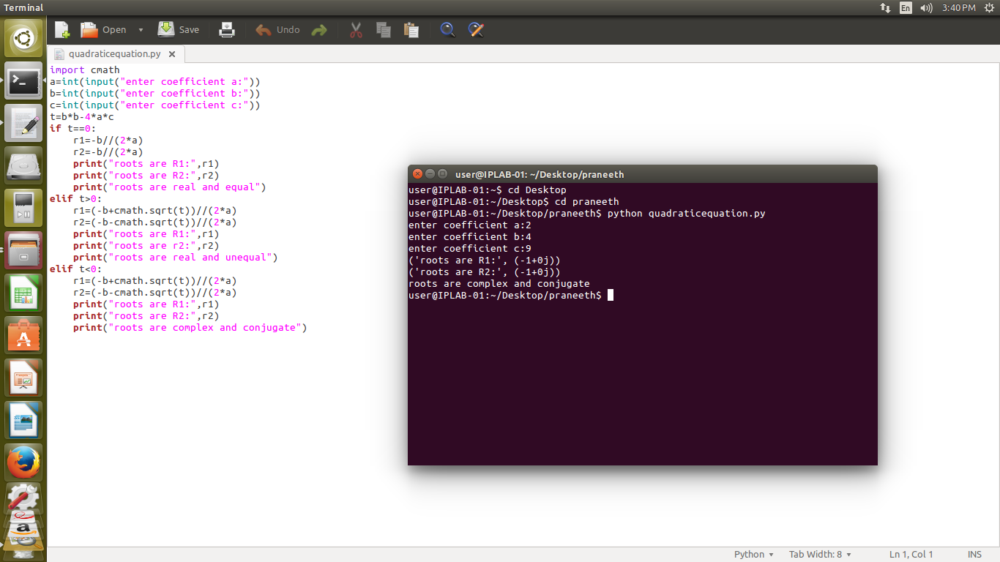 Terminal
En
3:40 PM
Open
Save
Undo
quadraticequation.py
import cmath
a=int(input("enter coefficient a:"))
b=int(input("enter coefficient b:"))
c=int(input("enter coefficient c:"))
t=b*b-4*a*c
if t==0:
    r1=-b//(2*a)
    r2=-b//(2*a)
    print("roots are R1:",r1)
    print("roots are R2:",r2)
    print("roots are real and equal")
elif t>0:
    r1=(-b+cmath.sqrt(t))//(2*a)
    r2=(-b-cmath.sqrt(t))//(2*a)
    print("roots are R1:",r1)
    print("roots are r2:",r2)
    print("roots are real and unequal")
elif t<0:
    r1=(-b+cmath.sqrt(t))//(2*a)
    r2=(-b-cmath.sqrt(t))//(2*a)
    print("roots are R1:",r1)
    print("roots are R2:",r2)
    print("roots are complex and conjugate")
user@IPLAB-01: ~/Desktop/praneeth
user@IPLAB-01:~$ cd Desktop
user@IPLAB-01:~/Desktop$ cd praneeth
user@IPLAB-01:~/Desktop/praneeth$ python quadraticequation.py
enter coefficient a:2
enter coefficient b:4
enter coefficient c:9
('roots are R1:', (-1+0j))
('roots are R2:', (-1+0j))
roots are complex and conjugate
user@IPLAB-01:~/Desktop/praneeth$
Python
Tab Width: 8
Ln 1, Col 1
INS